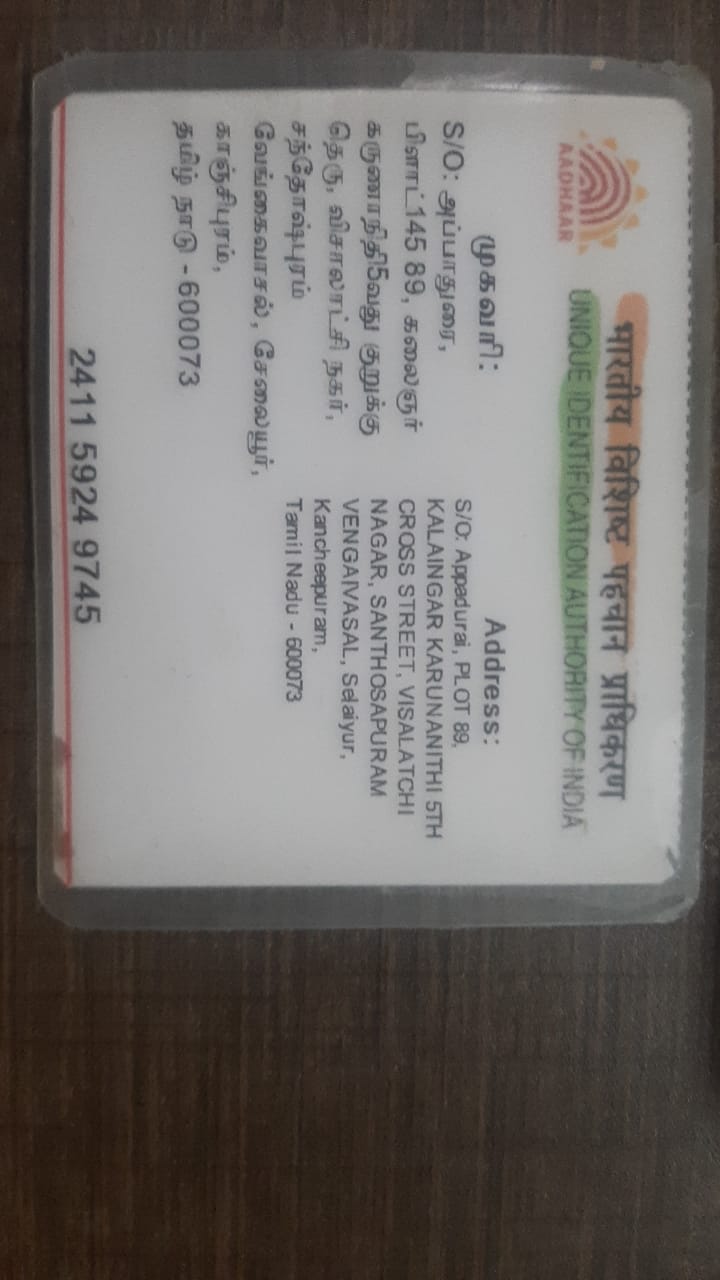 भारतीय विशिष्ट पहचान प्राधिकरण
UNIQUE IDENTIFICATION AUTHORITY OF INDIA
AADHAAR
முகவரி:
S/O: அப்பாதுரை,
பிளாட்145 89, கலைஞர்
கருணாநிதி5வது குறுக்கு
தெரு, விசாலாட்சி நகர்,
சந்தோஷ்புரம்
வேங்கைவாசல், சேலையூர்,
காஞ்சிபுரம்,
தமிழ் நாடு - 600073
Address:
S/O: Appadurai, PLOT 89,
KALAINGAR KARUNANITHI 5TH
CROSS STREET, VISALATCHI
NAGAR, SANTHOSAPURAM
VENGAIVASAL, Selaiyur,
Kancheepuram,
Tamil Nadu - 600073
2411 5924 9745